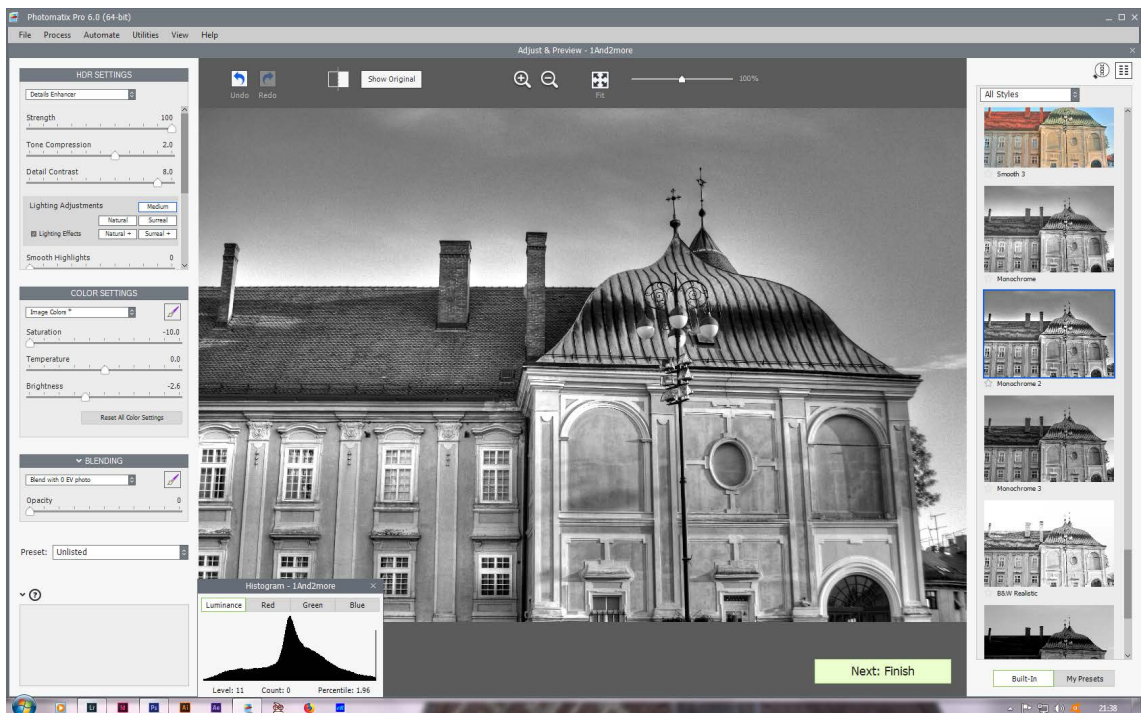 Photomatix Pro 6.0 (64-bit)
File Process Automate Utilities View Help
Adjust & Preview - 1And2more
HDR SETTINGS
Details Enhancer
Strength 100
Tone Compression 2.0
Detail Contrast 8.0
Lighting Adjustments Medium
Natural Surreal
Lighting Effects Natural + Surreal +
Smooth Highlights 0
COLOR SETTINGS
Image Colors *
Saturation -10.0
Temperature 0.0
Brightness -2.6
Reset All Color Settings
BLENDING
Blend with 0 EV photo
Opacity 0
Preset: Unlisted
?
Undo Redo
Show Original
Fit
100%
Histogram - 1And2more
Luminance Red Green Blue
Level: 11 Count: 0 Percentile: 1.96
Next: Finish
All Styles
Smooth 3
Monochrome
Monochrome 2
Monochrome 3
B&W Realistic
Built-In My Presets
Lr Id Ps Ai Ae
21:38